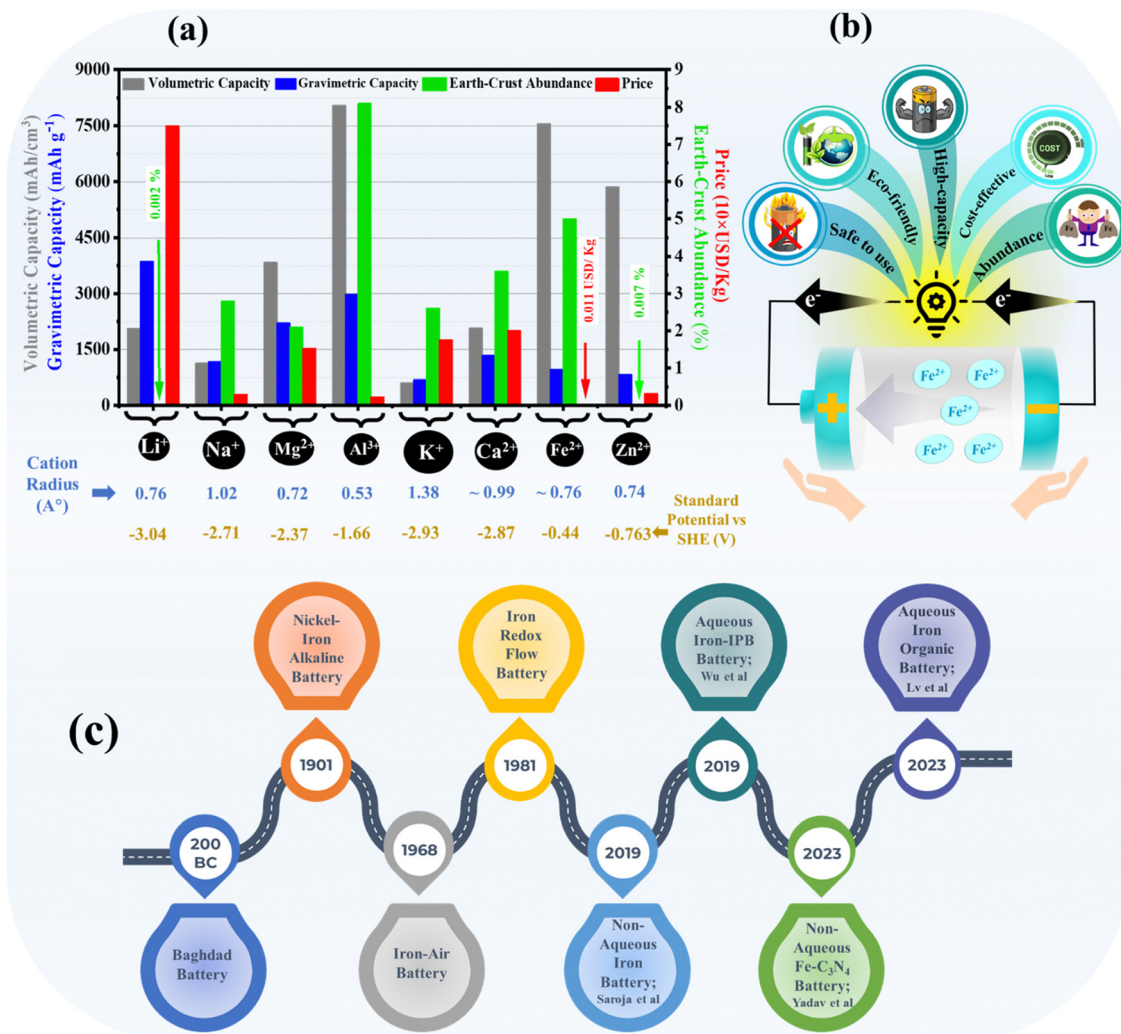 (a)
9000
7500
6000
4500
3000
1500
0
Volumetric Capacity (mAh/cm³)
Gravimetric Capacity (mAh g⁻¹)
Volumetric Capacity
Gravimetric Capacity
Earth-Crust Abundance
Price
0.002 %
0.011 USD/ Kg
0.007 %
9
8
7
6
5
4
3
2
1
0
Price (10×USD/Kg)
Earth-Crust Abundance (%)
Li⁺
Na⁺
Mg²⁺
Al³⁺
K⁺
Ca²⁺
Fe²⁺
Zn²⁺
Cation
Radius
(A°)
0.76
1.02
0.72
0.53
1.38
~ 0.99
~ 0.76
0.74
-3.04
-2.71
-2.37
-1.66
-2.93
-2.87
-0.44
-0.763
Standard
Potential vs
SHE (V)
(b)
Safe to use
Eco-friendly
High-capacity
Cost-effective
Abundance
COST
Fe
Fe
e⁻
e⁻
+
Fe²⁺
Fe²⁺
Fe²⁺
Fe²⁺
Fe²⁺
−
(c)
200
BC
Baghdad
Battery
1901
Nickel-
Iron
Alkaline
Battery
1968
Iron-Air
Battery
1981
Iron
Redox
Flow
Battery
2019
Non-
Aqueous
Iron
Battery;
Saroja et al
2019
Aqueous
Iron-IPB
Battery;
Wu et al
2023
Non-
Aqueous
Fe-C₃N₄
Battery;
Yadav et al
2023
Aqueous
Iron
Organic
Battery;
Lv et al